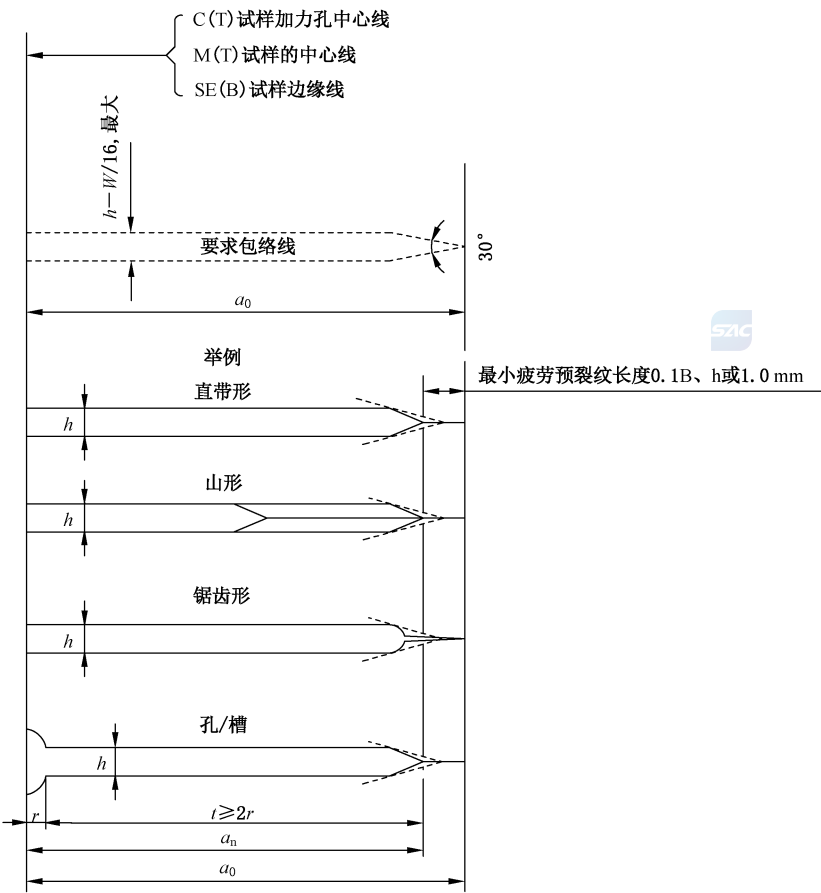 C(T)试样加力孔中心线
M(T)试样的中心线
SE(B)试样边缘线
h－W/16,最大
要求包络线
30°
a₀
SAC
举例
直带形
最小疲劳预裂纹长度0.1B、h或1.0 mm
h
山形
h
锯齿形
h
孔/槽
h
r
t≥2r
aₙ
a₀